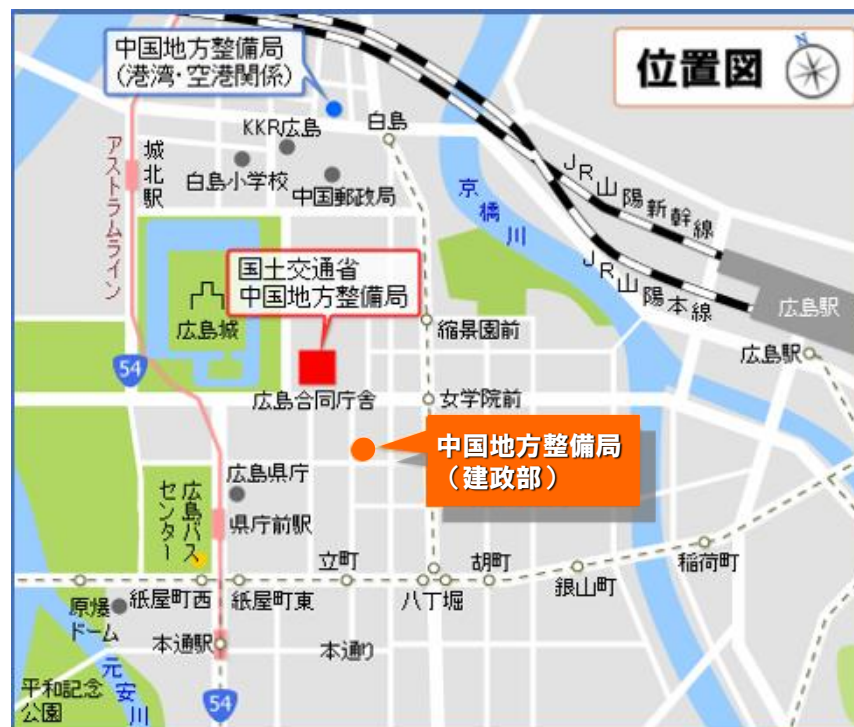 位置図
N
中国地方整備局
(港湾・空港関係)
KKR広島
白島
城北駅
アストラムライン
白島小学校
中国郵政局
京橋川
JR山陽新幹線
JR山陽本線
国土交通省
中国地方整備局
広島城
縮景園前
広島駅
広島駅
54
広島合同庁舎
女学院前
中国地方整備局
(建政部)
広島県庁
広島バス
センター
県庁前駅
立町
胡町
稲荷町
銀山町
八丁堀
紙屋町西
紙屋町東
原爆
ドーム
本通駅
本通り
元安川
平和記念
公園
54